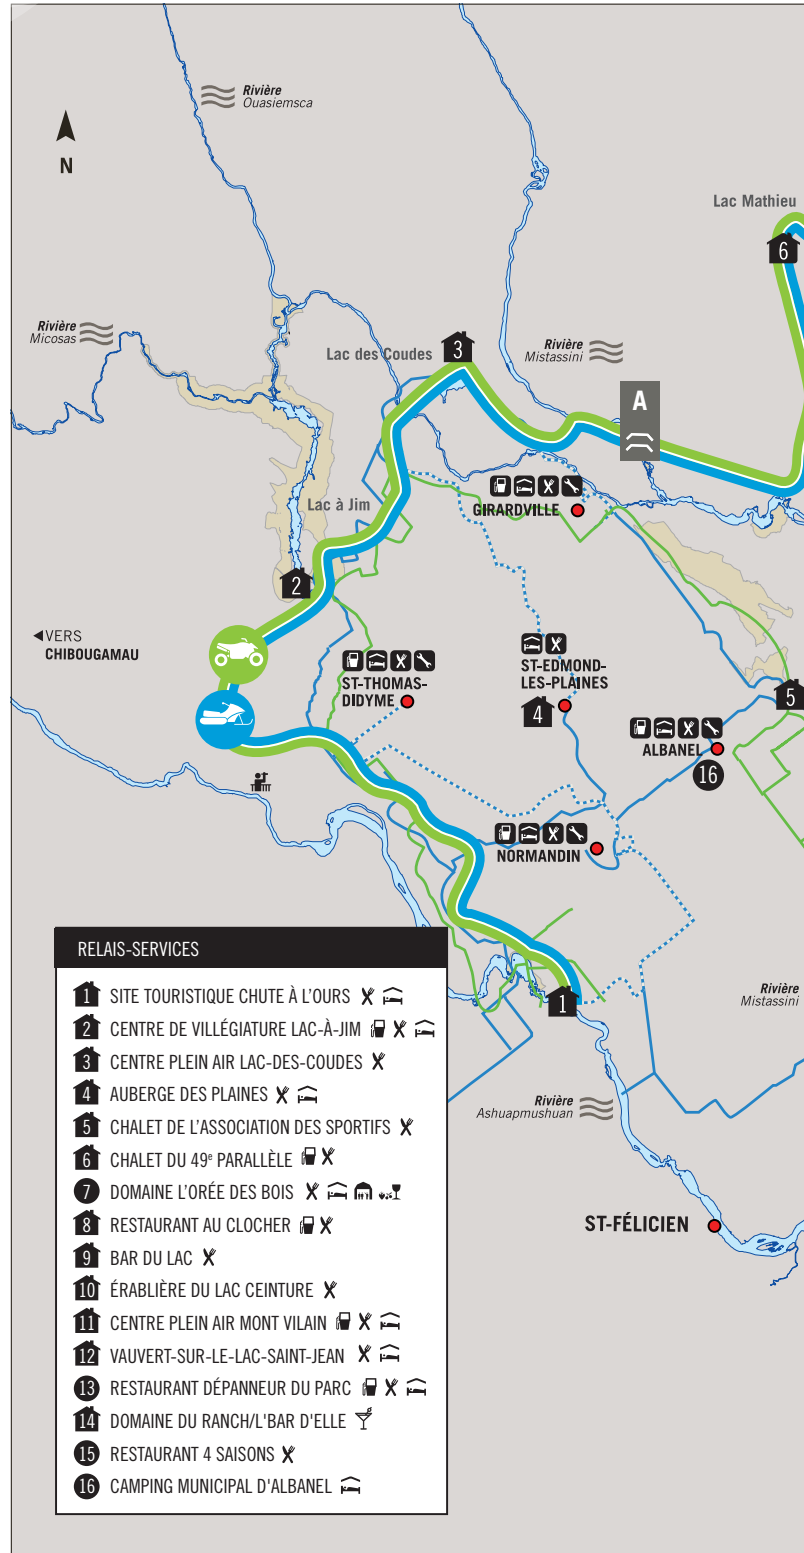 Rivière
Ouasiemsca
N
Lac Mathieu
6
Rivière
Micosas
Lac des Coudes
3
Rivière
Mistassini
A
Lac à Jim
GIRARDVILLE
2
VERS
CHIBOUGAMAU
ST-THOMAS-
DIDYME
ST-EDMOND-
LES-PLAINES
4
5
ALBANEL
16
NORMANDIN
1
Rivière
Mistassini
Rivière
Ashuapmushuan
ST-FÉLICIEN
RELAIS-SERVICES
1 SITE TOURISTIQUE CHUTE À L'OURS
2 CENTRE DE VILLÉGIATURE LAC-À-JIM
3 CENTRE PLEIN AIR LAC-DES-COUDES
4 AUBERGE DES PLAINES
5 CHALET DE L'ASSOCIATION DES SPORTIFS
6 CHALET DU 49e PARALLÈLE
7 DOMAINE L'ORÉE DES BOIS
8 RESTAURANT AU CLOCHER
9 BAR DU LAC
10 ÉRABLIÈRE DU LAC CEINTURE
11 CENTRE PLEIN AIR MONT VILAIN
12 VAUVERT-SUR-LE-LAC-SAINT-JEAN
13 RESTAURANT DÉPANNEUR DU PARC
14 DOMAINE DU RANCH/L'BAR D'ELLE
15 RESTAURANT 4 SAISONS
16 CAMPING MUNICIPAL D'ALBANEL